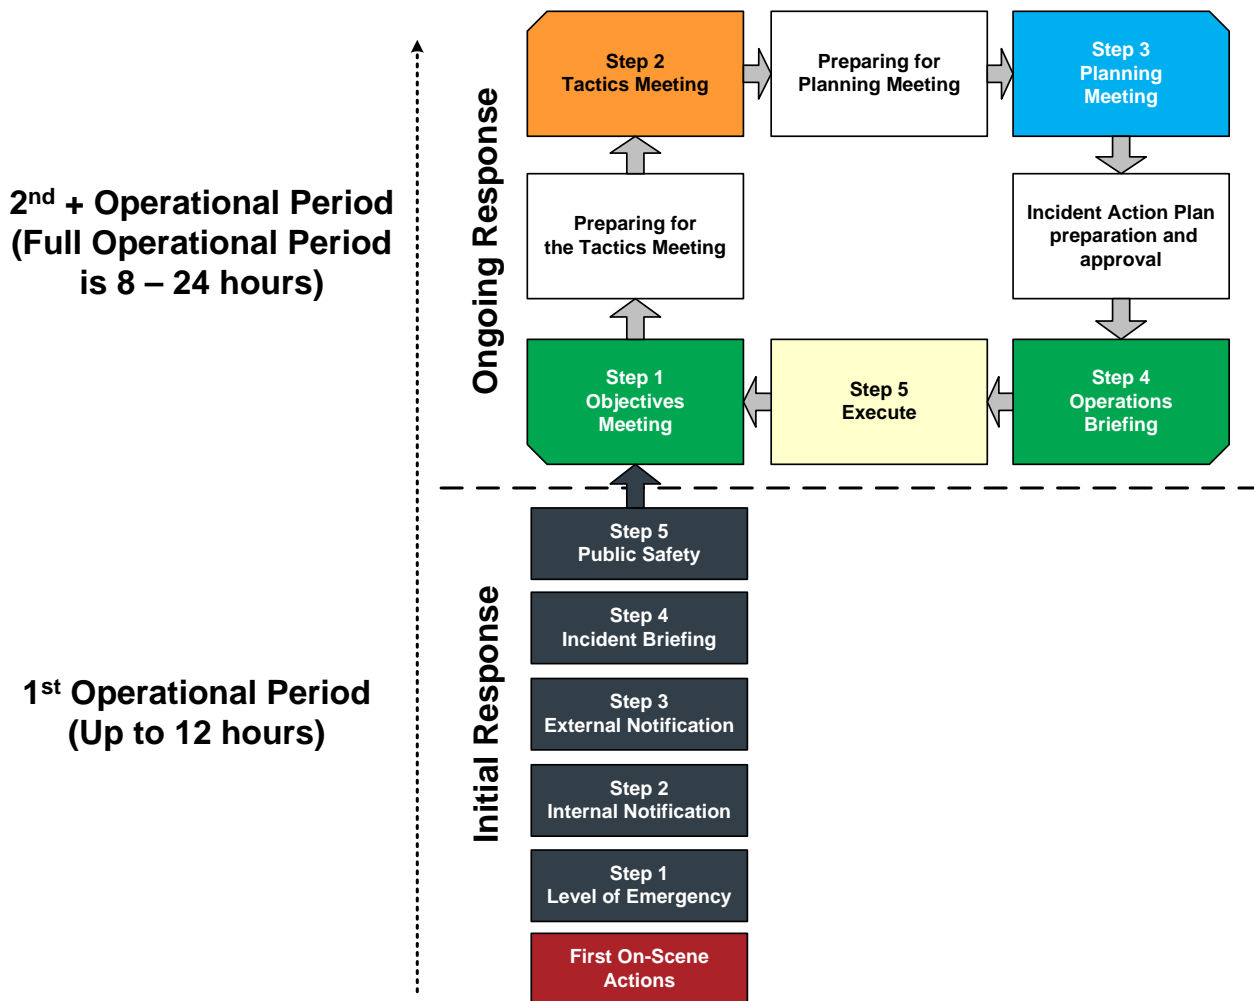 Step 2
Tactics Meeting
Preparing for
Planning Meeting
Step 3
Planning
Meeting
2nd + Operational Period
(Full Operational Period
is 8 – 24 hours)
Ongoing Response
Preparing for
the Tactics Meeting
Incident Action Plan
preparation and
approval
Step 1
Objectives
Meeting
Step 5
Execute
Step 4
Operations
Briefing
1st Operational Period
(Up to 12 hours)
Initial Response
Step 5
Public Safety
Step 4
Incident Briefing
Step 3
External Notification
Step 2
Internal Notification
Step 1
Level of Emergency
First On-Scene
Actions